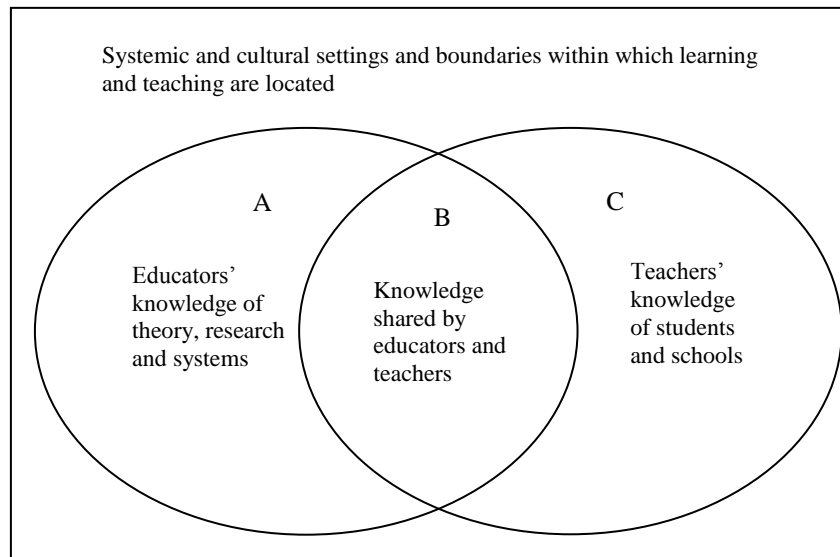 Systemic and cultural settings and boundaries within which learning
and teaching are located
A
B
C
Educators’
knowledge of
theory, research
and systems
Knowledge
shared by
educators and
teachers
Teachers’
knowledge
of students
and schools